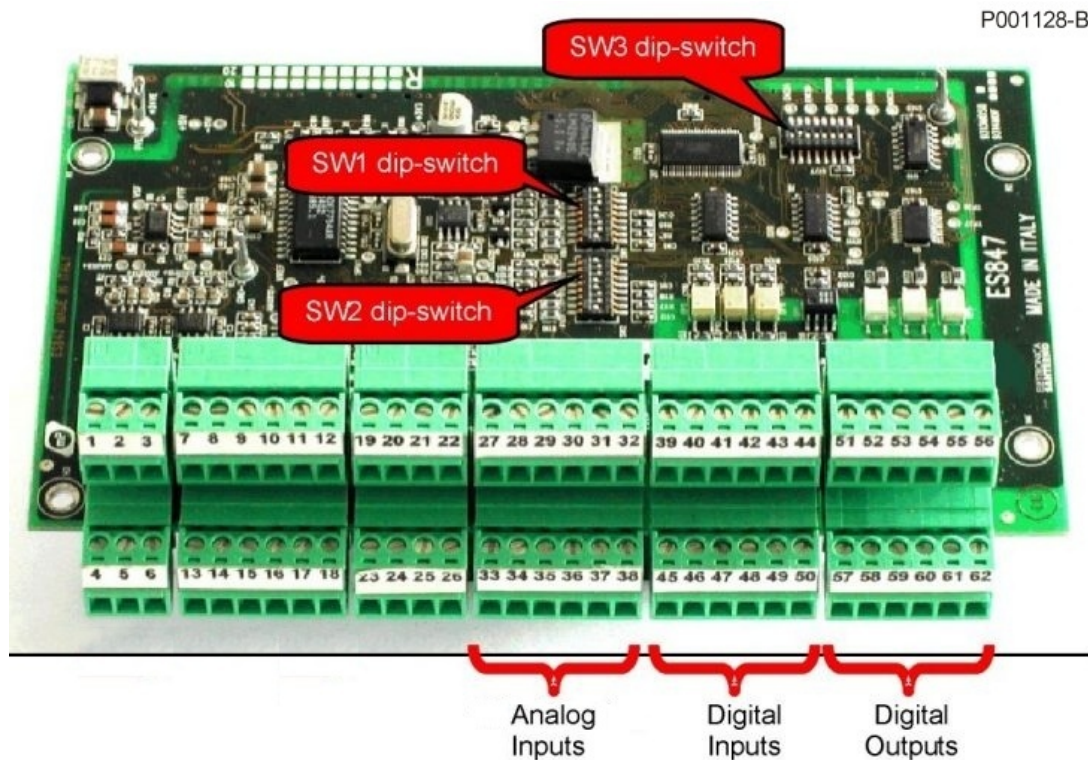 P001128-B
SW3 dip-switch
SW1 dip-switch
SW2 dip-switch
ES847
MADE IN ITALY
1 2 3
7 8 9 10 11 12
19 20 21 22
27 28 29 30 31 32
39 40 41 42 43 44
51 52 53 54 55 56
4 5 6
13 14 15 16 17 18
23 24 25 26
33 34 35 36 37 38
45 46 47 48 49 50
57 58 59 60 61 62
Analog
Inputs
Digital
Inputs
Digital
Outputs